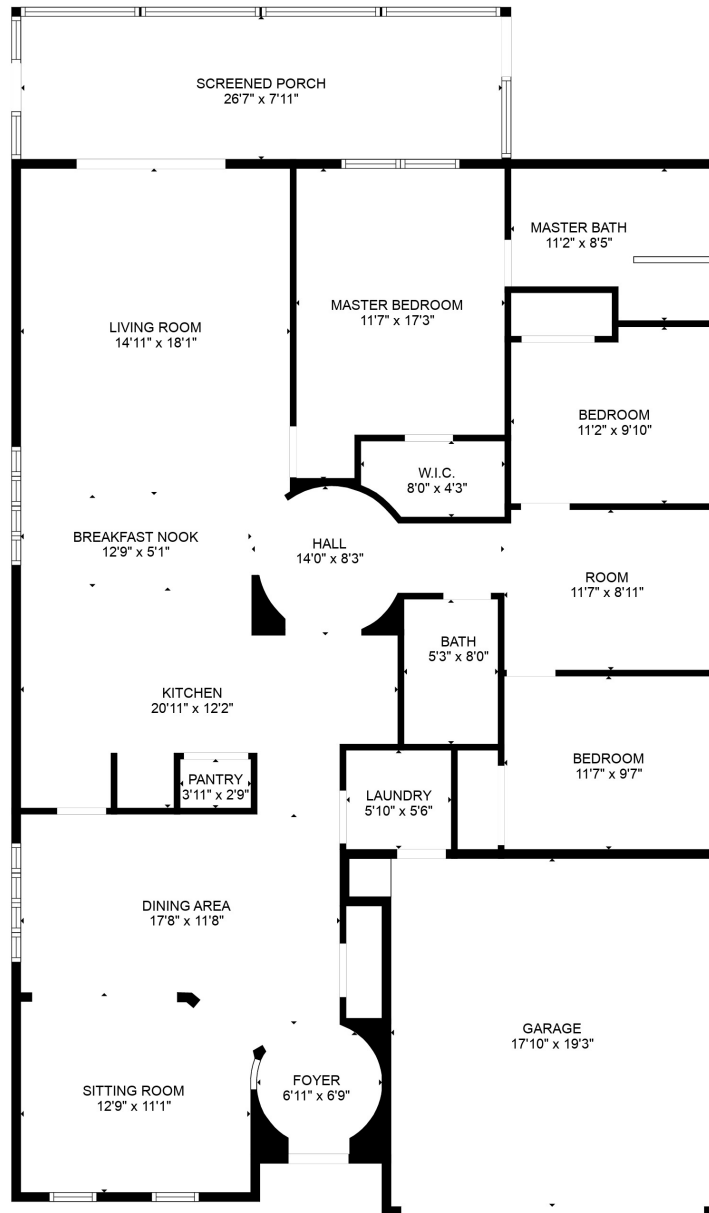 SCREENED PORCH
26'7" x 7'11"
MASTER BATH
11'2" x 8'5"
MASTER BEDROOM
11'7" x 17'3"
LIVING ROOM
14'11" x 18'1"
BEDROOM
11'2" x 9'10"
W.I.C.
8'0" x 4'3"
BREAKFAST NOOK
12'9" x 5'1"
HALL
14'0" x 8'3"
ROOM
11'7" x 8'11"
BATH
5'3" x 8'0"
KITCHEN
20'11" x 12'2"
BEDROOM
11'7" x 9'7"
PANTRY
3'11" x 2'9"
LAUNDRY
5'10" x 5'6"
DINING AREA
17'8" x 11'8"
GARAGE
17'10" x 19'3"
FOYER
6'11" x 6'9"
SITTING ROOM
12'9" x 11'1"